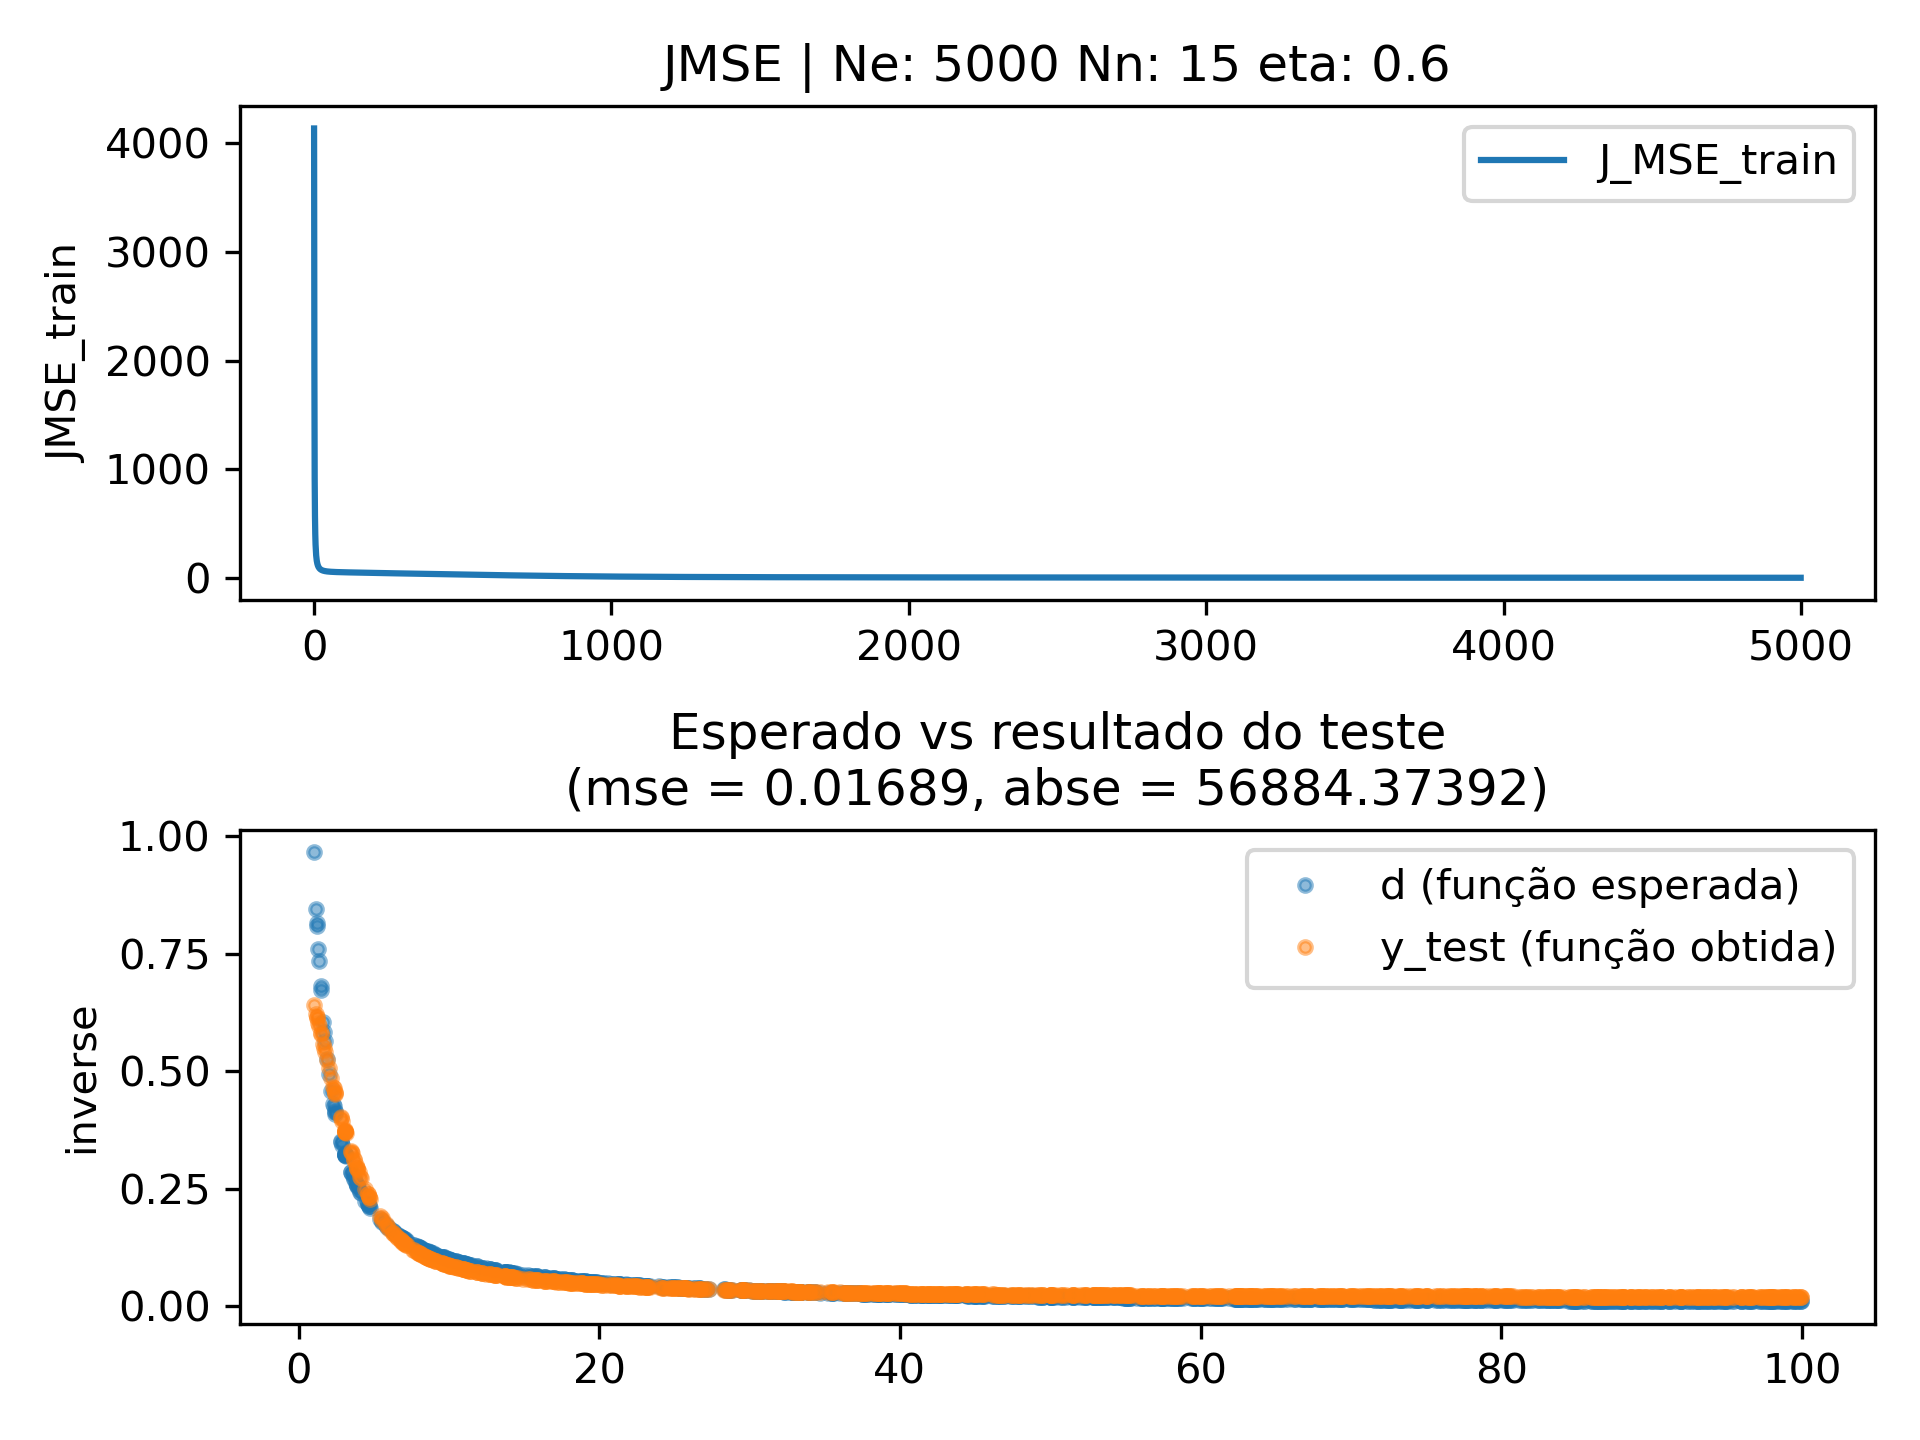 JMSE | Ne: 5000 Nn: 15 eta: 0.6
4000
3000
2000
1000
0
JMSE_train
J_MSE_train
0 1000 2000 3000 4000 5000
Esperado vs resultado do teste
(mse = 0.01689, abse = 56884.37392)
1.00
0.75
0.50
0.25
0.00
inverse
d (função esperada)
y_test (função obtida)
0 20 40 60 80 100